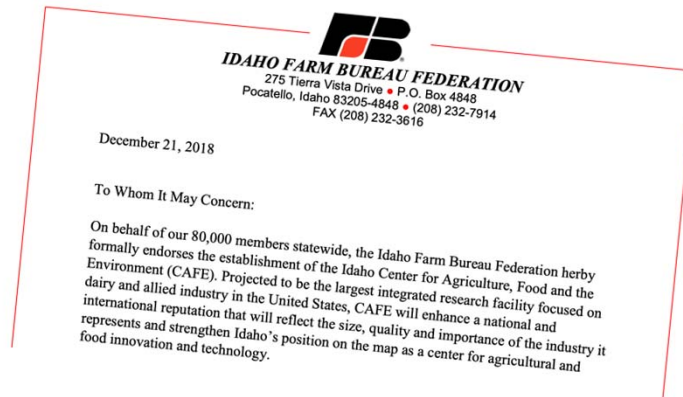 FB
IDAHO FARM BUREAU FEDERATION
275 Tierra Vista Drive • P.O. Box 4848
Pocatello, Idaho 83205-4848 • (208) 232-7914
FAX (208) 232-3616
December 21, 2018
To Whom It May Concern:
On behalf of our 80,000 members statewide, the Idaho Farm Bureau Federation herby
formally endorses the establishment of the Idaho Center for Agriculture, Food and the
Environment (CAFE). Projected to be the largest integrated research facility focused on
dairy and allied industry in the United States, CAFE will enhance a national and
international reputation that will reflect the size, quality and importance of the industry it
represents and strengthen Idaho’s position on the map as a center for agricultural and
food innovation and technology.